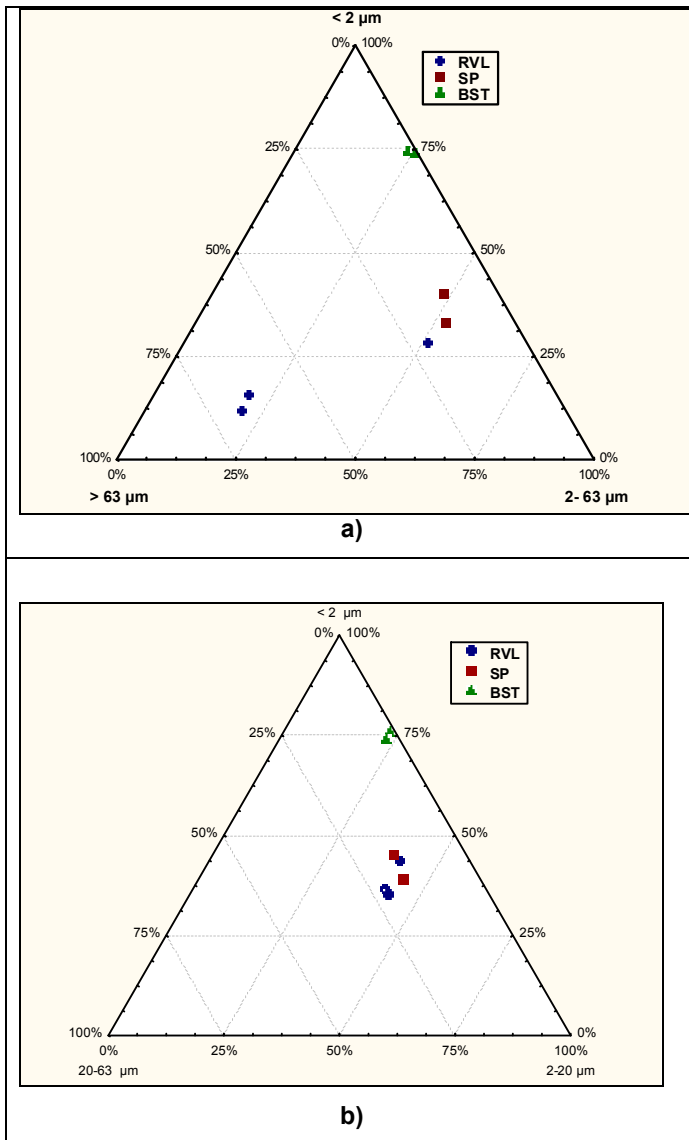 < 2 µm
0% 100%
RVL
SP
BST
25% 75%
50% 50%
75% 25%
100% 0%
0% 25% 50% 75% 100%
> 63 µm 2- 63 µm
a)
< 2 µm
0% 100%
RVL
SP
BST
25% 75%
50% 50%
75% 25%
100% 0%
0% 25% 50% 75% 100%
20-63 µm 2-20 µm
b)